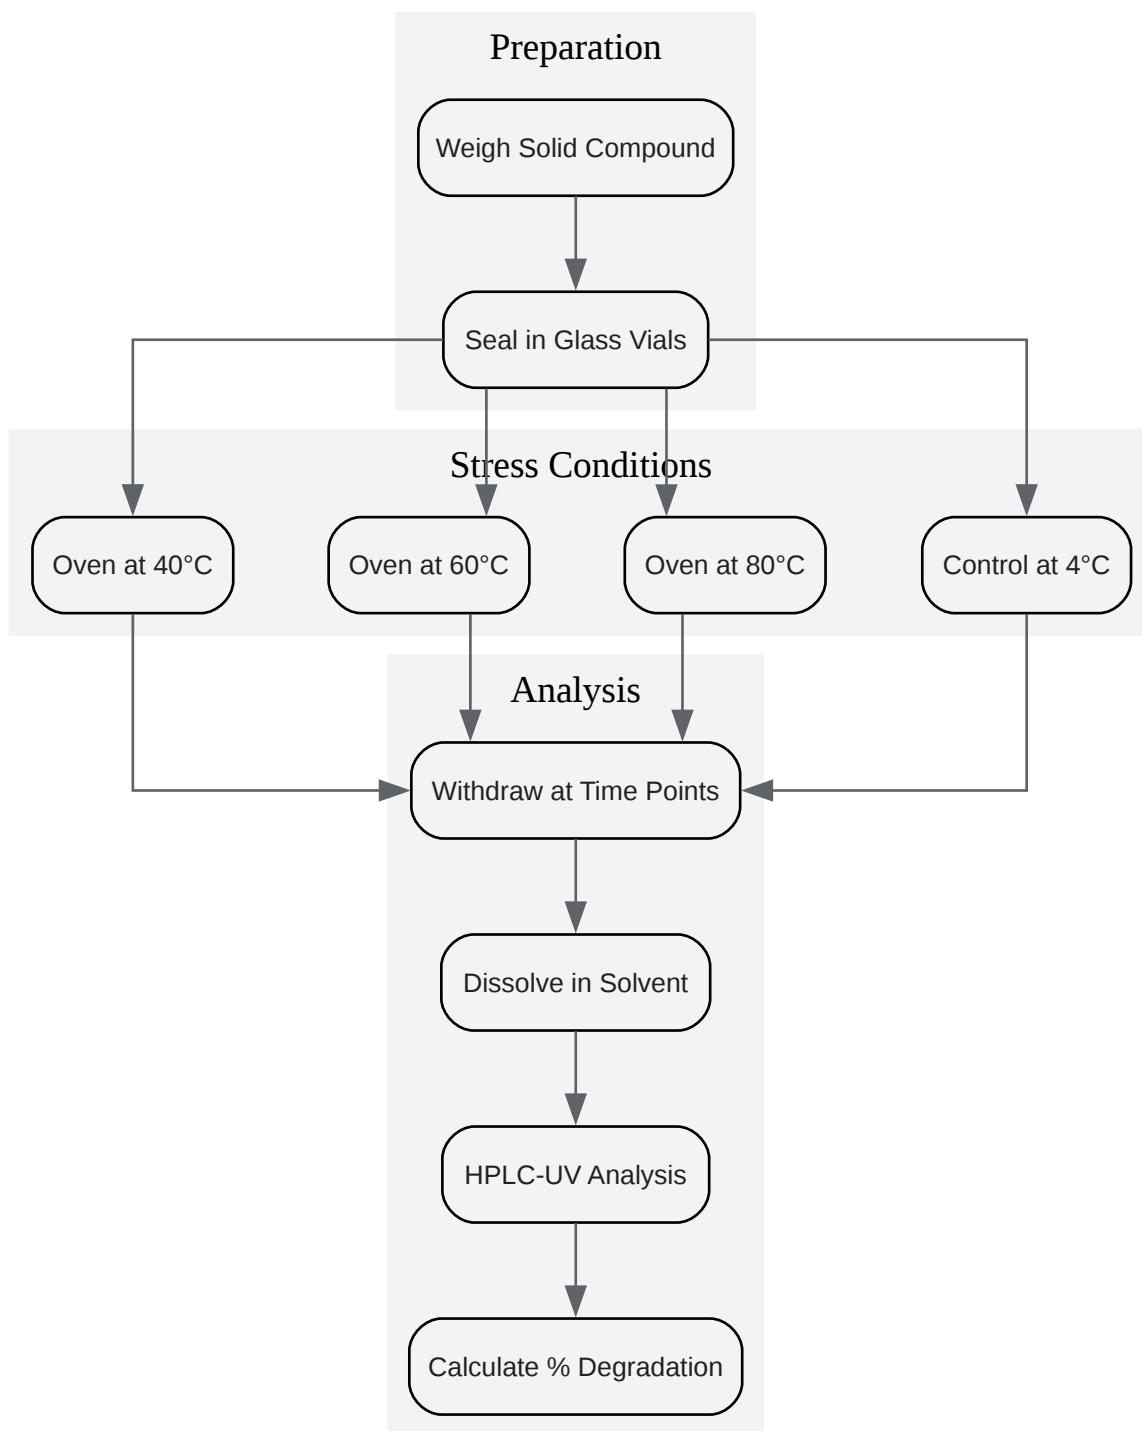 Preparation
Weigh Solid Compound
Seal in Glass Vials
Stress Conditions
Oven at 40°C
Oven at 60°C
Oven at 80°C
Control at 4°C
Analysis
Withdraw at Time Points
Dissolve in Solvent
HPLC-UV Analysis
Calculate % Degradation